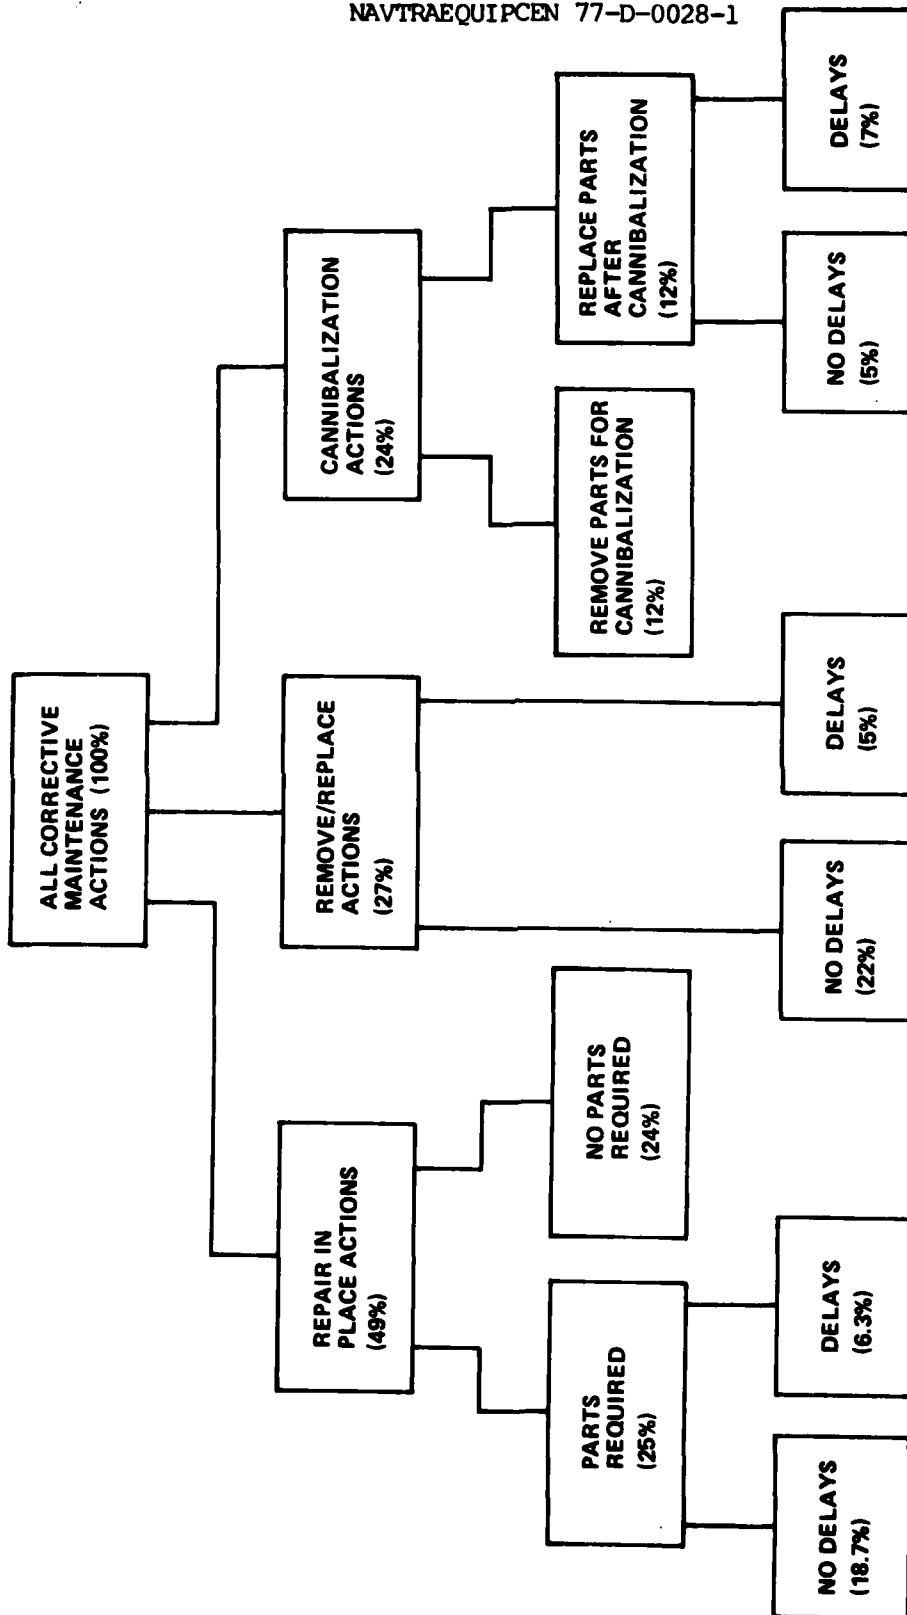 NAVTRAEQUIPCEN 77-D-0028-1
ALL CORRECTIVE
MAINTENANCE
ACTIONS (100%)
REPAIR IN
PLACE ACTIONS
(49%)
REMOVE/REPLACE
ACTIONS
(27%)
CANNIBALIZATION
ACTIONS
(24%)
PARTS
REQUIRED
(25%)
NO PARTS
REQUIRED
(24%)
REMOVE PARTS FOR
CANNIBALIZATION
(12%)
REPLACE PARTS
AFTER
CANNIBALIZATION
(12%)
NO DELAYS
(18.7%)
DELAYS
(6.3%)
NO DELAYS
(22%)
DELAYS
(5%)
NO DELAYS
(5%)
DELAYS
(7%)